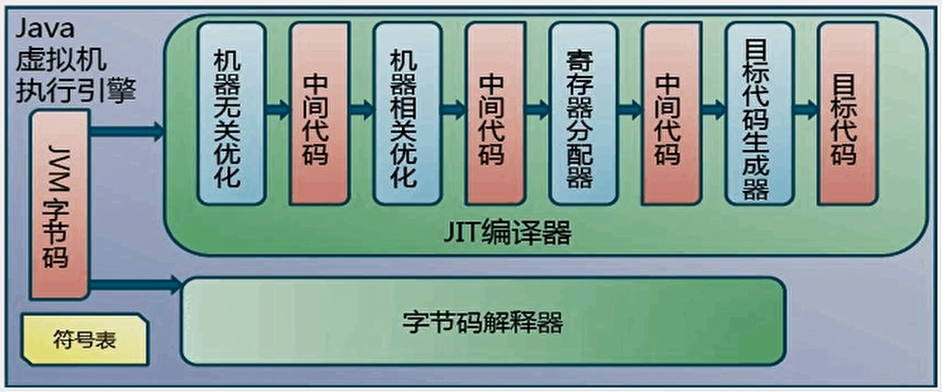 Java
虚拟机
执行引擎
JVM 字节码
机器无关优化
中间代码
机器相关优化
中间代码
寄存器分配器
中间代码
目标代码生成器
目标代码
JIT编译器
字节码解释器
符号表